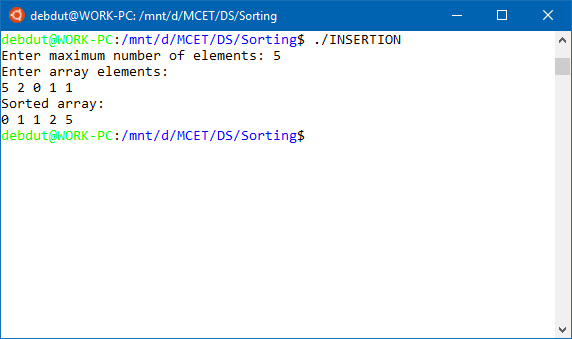 debdut@WORK-PC: /mnt/d/MCET/DS/Sorting
debdut@WORK-PC:/mnt/d/MCET/DS/Sorting$ ./INSERTION
Enter maximum number of elements: 5
Enter array elements:
5 2 0 1 1
Sorted array:
0 1 1 2 5
debdut@WORK-PC:/mnt/d/MCET/DS/Sorting$